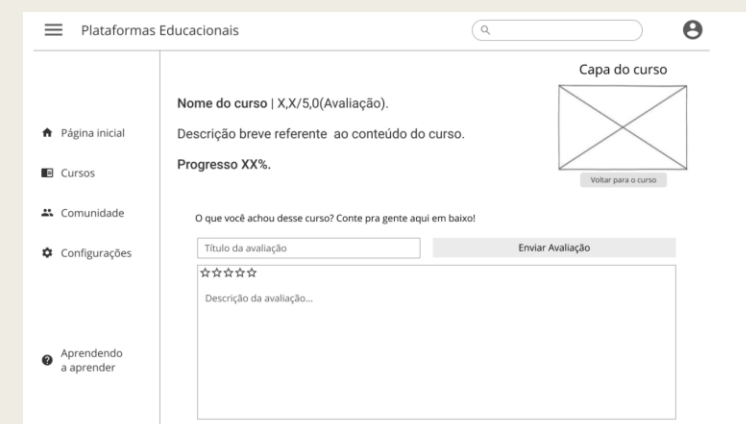 Plataformas Educacionais
Capa do curso
Nome do curso | X,X/5,0(Avaliação).
Descrição breve referente ao conteúdo do curso.
Progresso XX%.
Voltar para o curso
Página inicial
Cursos
Comunidade
Configurações
Aprendendo
a aprender
O que você achou desse curso? Conte pra gente aqui em baixo!
Título da avaliação
Enviar Avaliação
Descrição da avaliação...